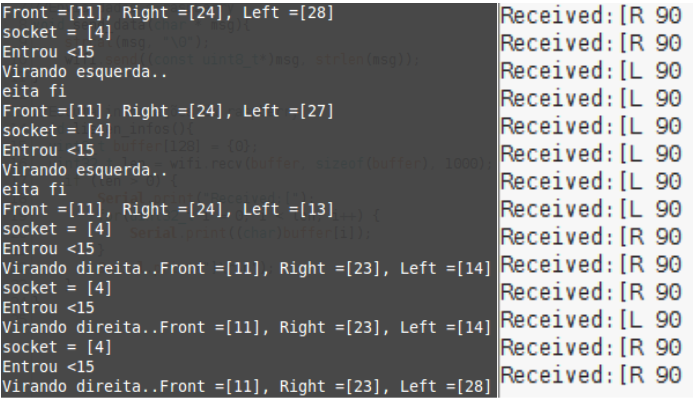 Front =[11], Right =[24], Left =[28]
socket = [4]
Entrou <15
Virando esquerda..
eita fi
Front =[11], Right =[24], Left =[27]
socket = [4]
Entrou <15
Virando esquerda..
eita fi
Front =[11], Right =[24], Left =[13]
socket = [4]
Entrou <15
Virando direita..Front =[11], Right =[23], Left =[14]
socket = [4]
Entrou <15
Virando direita..Front =[11], Right =[23], Left =[14]
socket = [4]
Entrou <15
Virando direita..Front =[11], Right =[23], Left =[28]
Received:[R 90
Received:[R 90
Received:[L 90
Received:[L 90
Received:[L 90
Received:[L 90
Received:[L 90
Received:[L 90
Received:[R 90
Received:[R 90
Received:[R 90
Received:[L 90
Received:[R 90
Received:[R 90